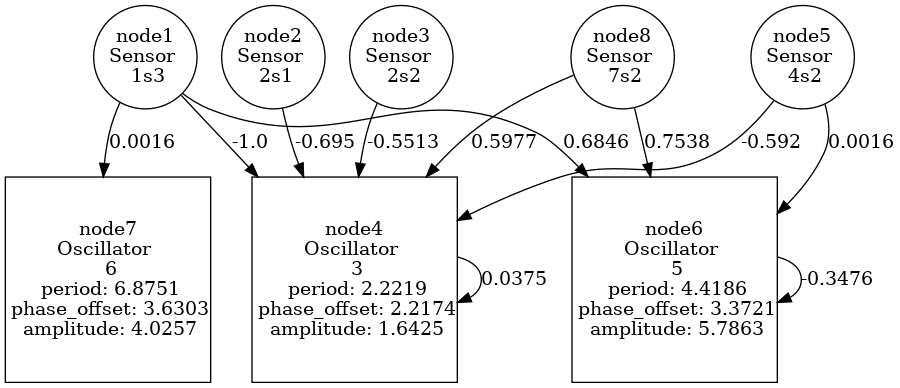 node1
Sensor
1s3
node2
Sensor
2s1
node3
Sensor
2s2
node8
Sensor
7s2
node5
Sensor
4s2
0.0016
-1.0
-0.695
-0.5513
0.5977
0.6846
0.7538
-0.592
0.0016
node7
Oscillator
6
period: 6.8751
phase_offset: 3.6303
amplitude: 4.0257
node4
Oscillator
3
period: 2.2219
phase_offset: 2.2174
amplitude: 1.6425
0.0375
node6
Oscillator
5
period: 4.4186
phase_offset: 3.3721
amplitude: 5.7863
-0.3476